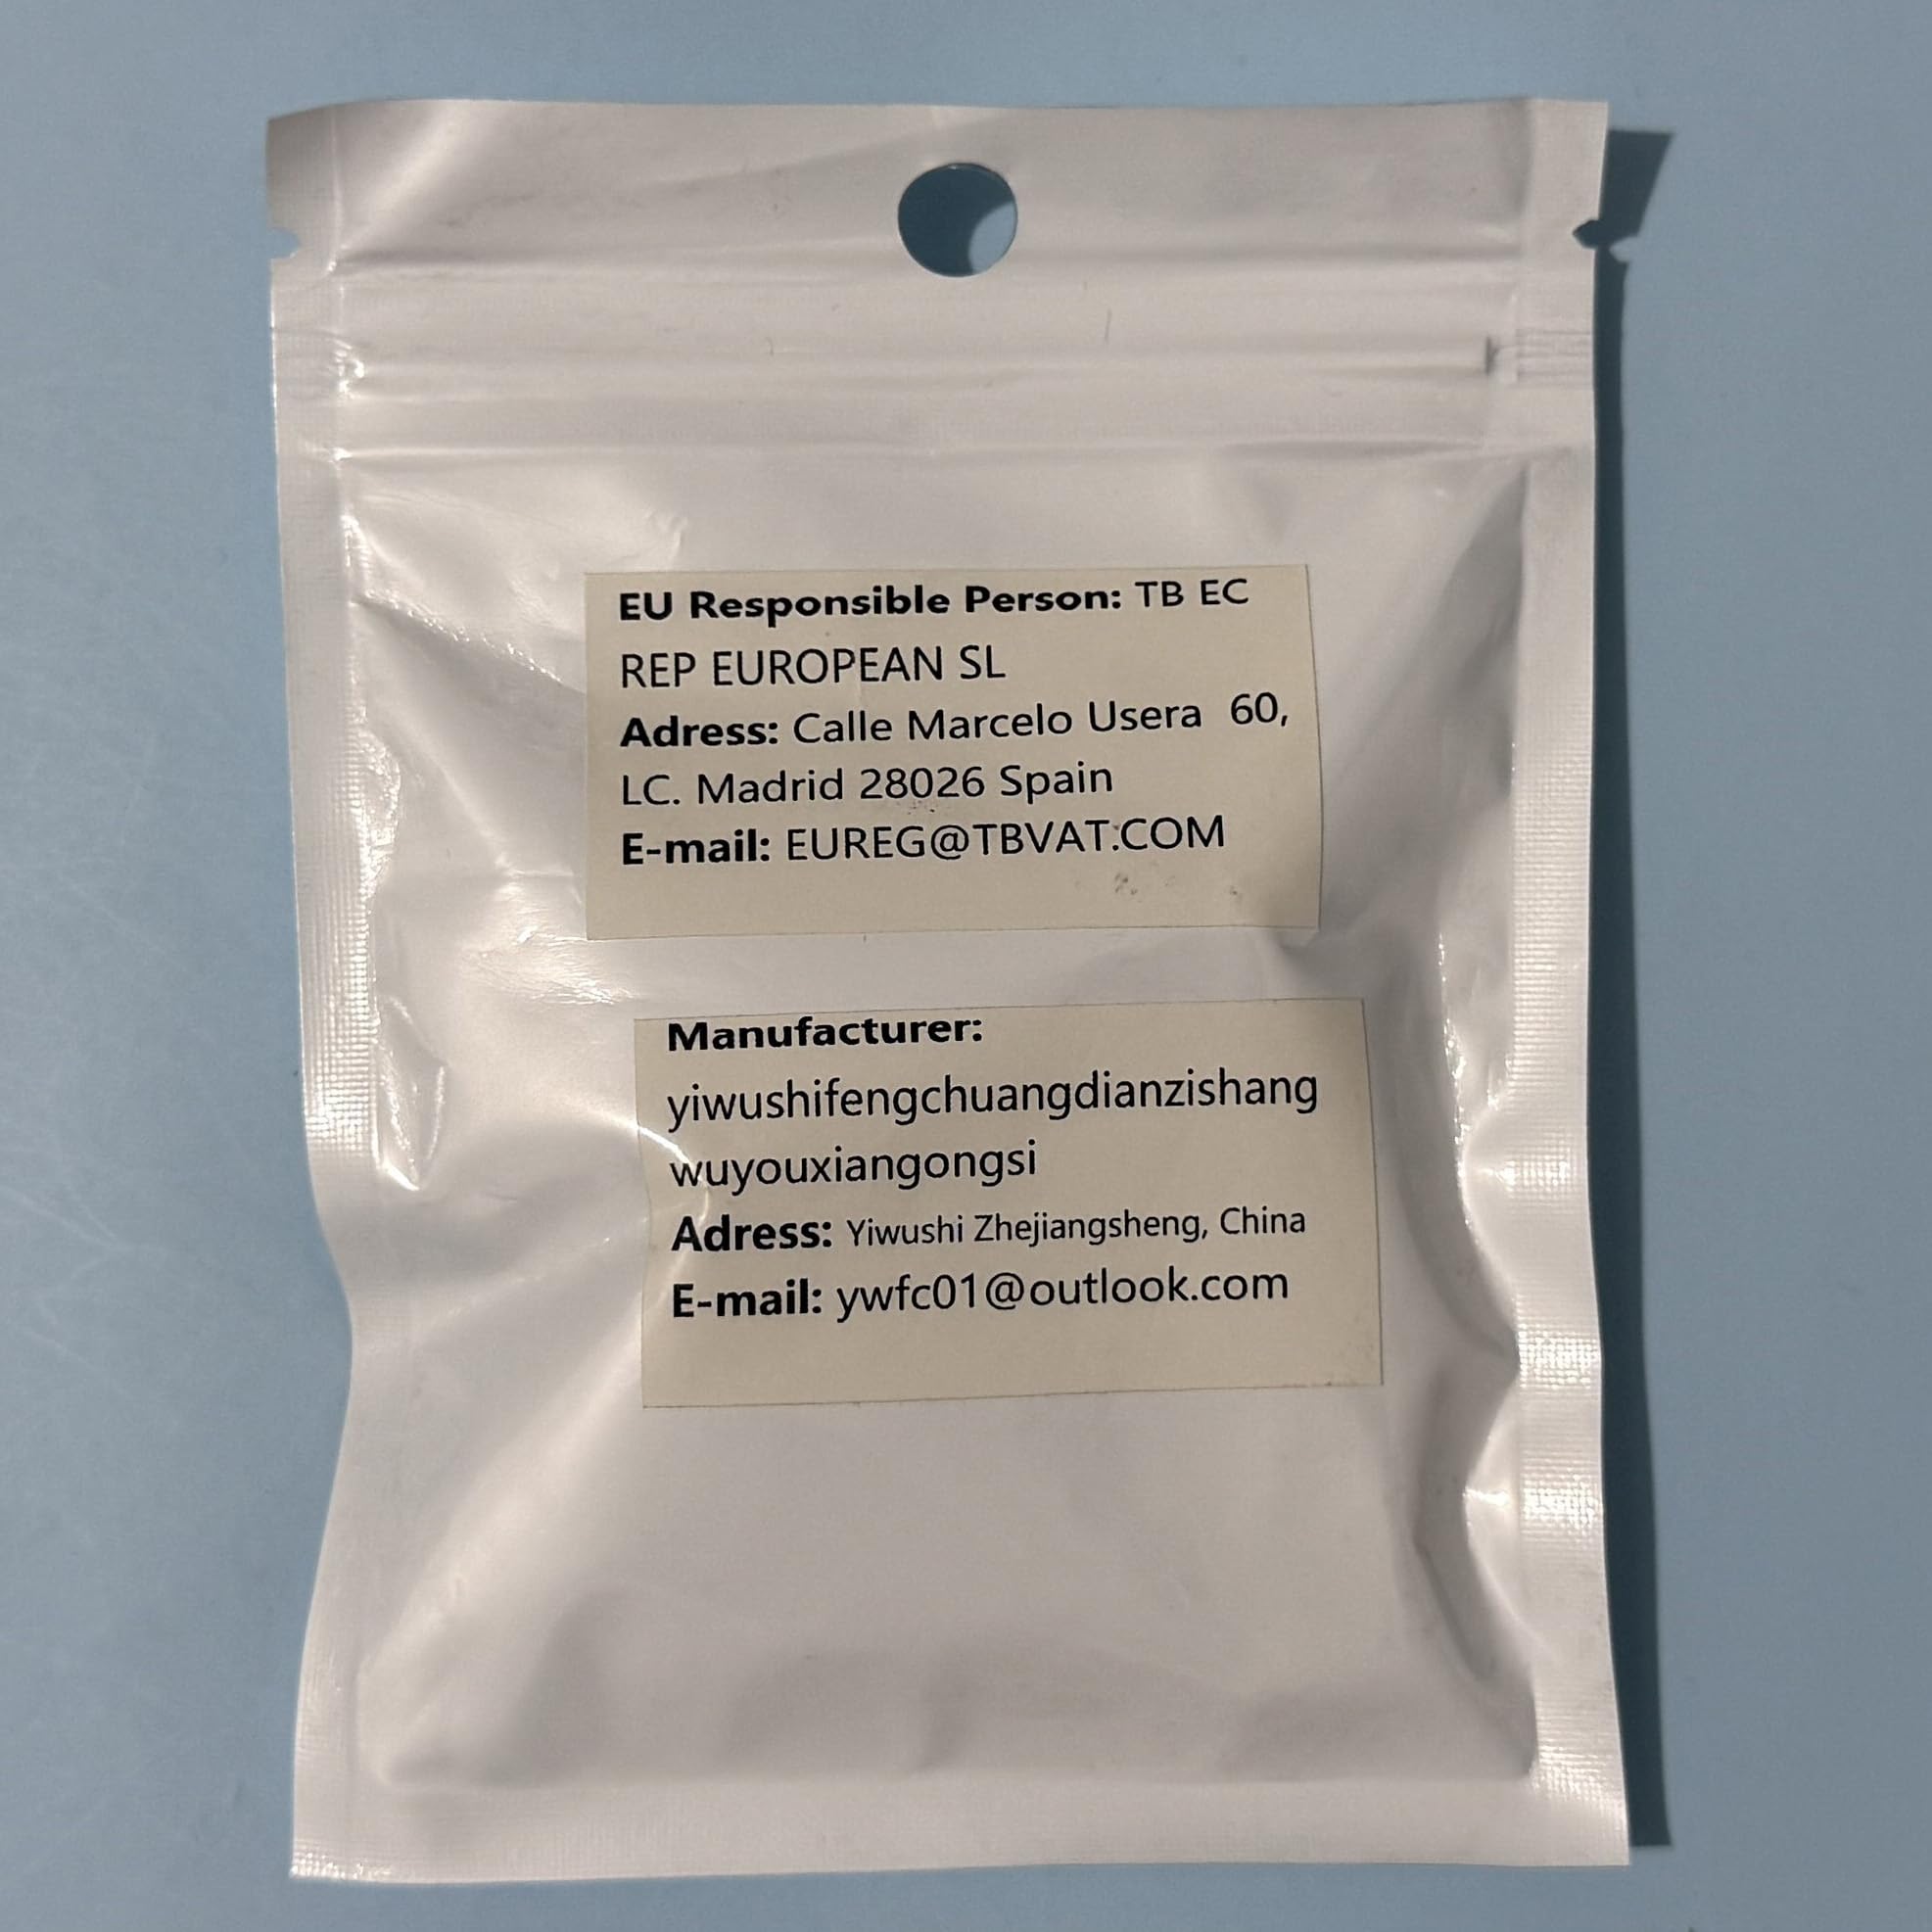 EU Responsible Person: TB EC
REP EUROPEAN SL
Adress: Calle Marcelo Usera 60,
LC. Madrid 28026 Spain
E-mail: EUREG@TBVAT.COM
Manufacturer:
yiwushifengchuangdianzishang
wuyouxiangongsi
Adress: Yiwushi Zhejiangsheng, China
E-mail: ywfc01@outlook.com